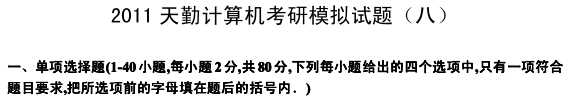 2011 天勤计算机考研模拟试题（八）
一、单项选择题(1-40 小题,每小题 2 分,共 80 分,下列每小题给出的四个选项中,只有一项符合
题目要求,把所选项前的字母填在题后的括号内．)